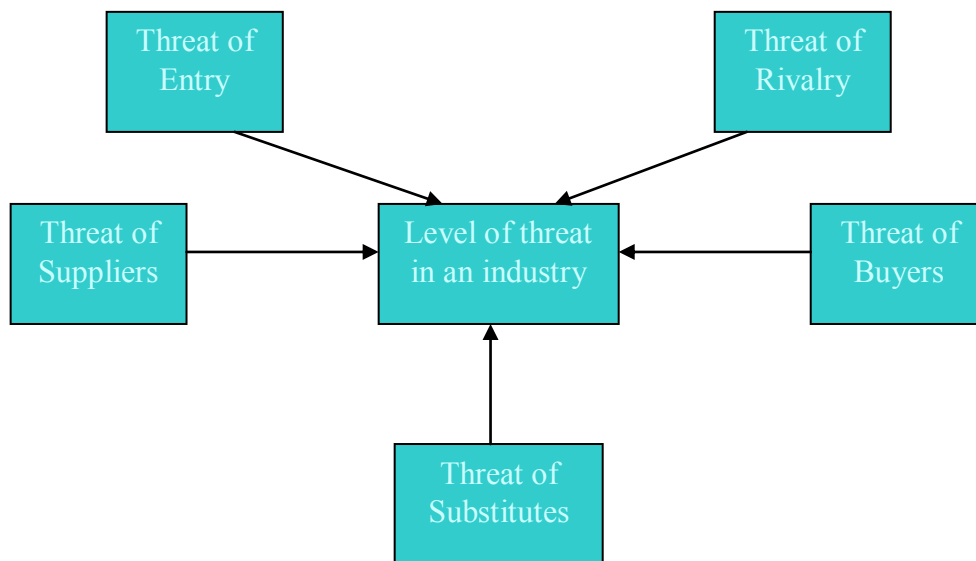 Threat of
Entry
Threat of
Rivalry
Threat of
Suppliers
Level of threat
in an industry
Threat of
Buyers
Threat of
Substitutes